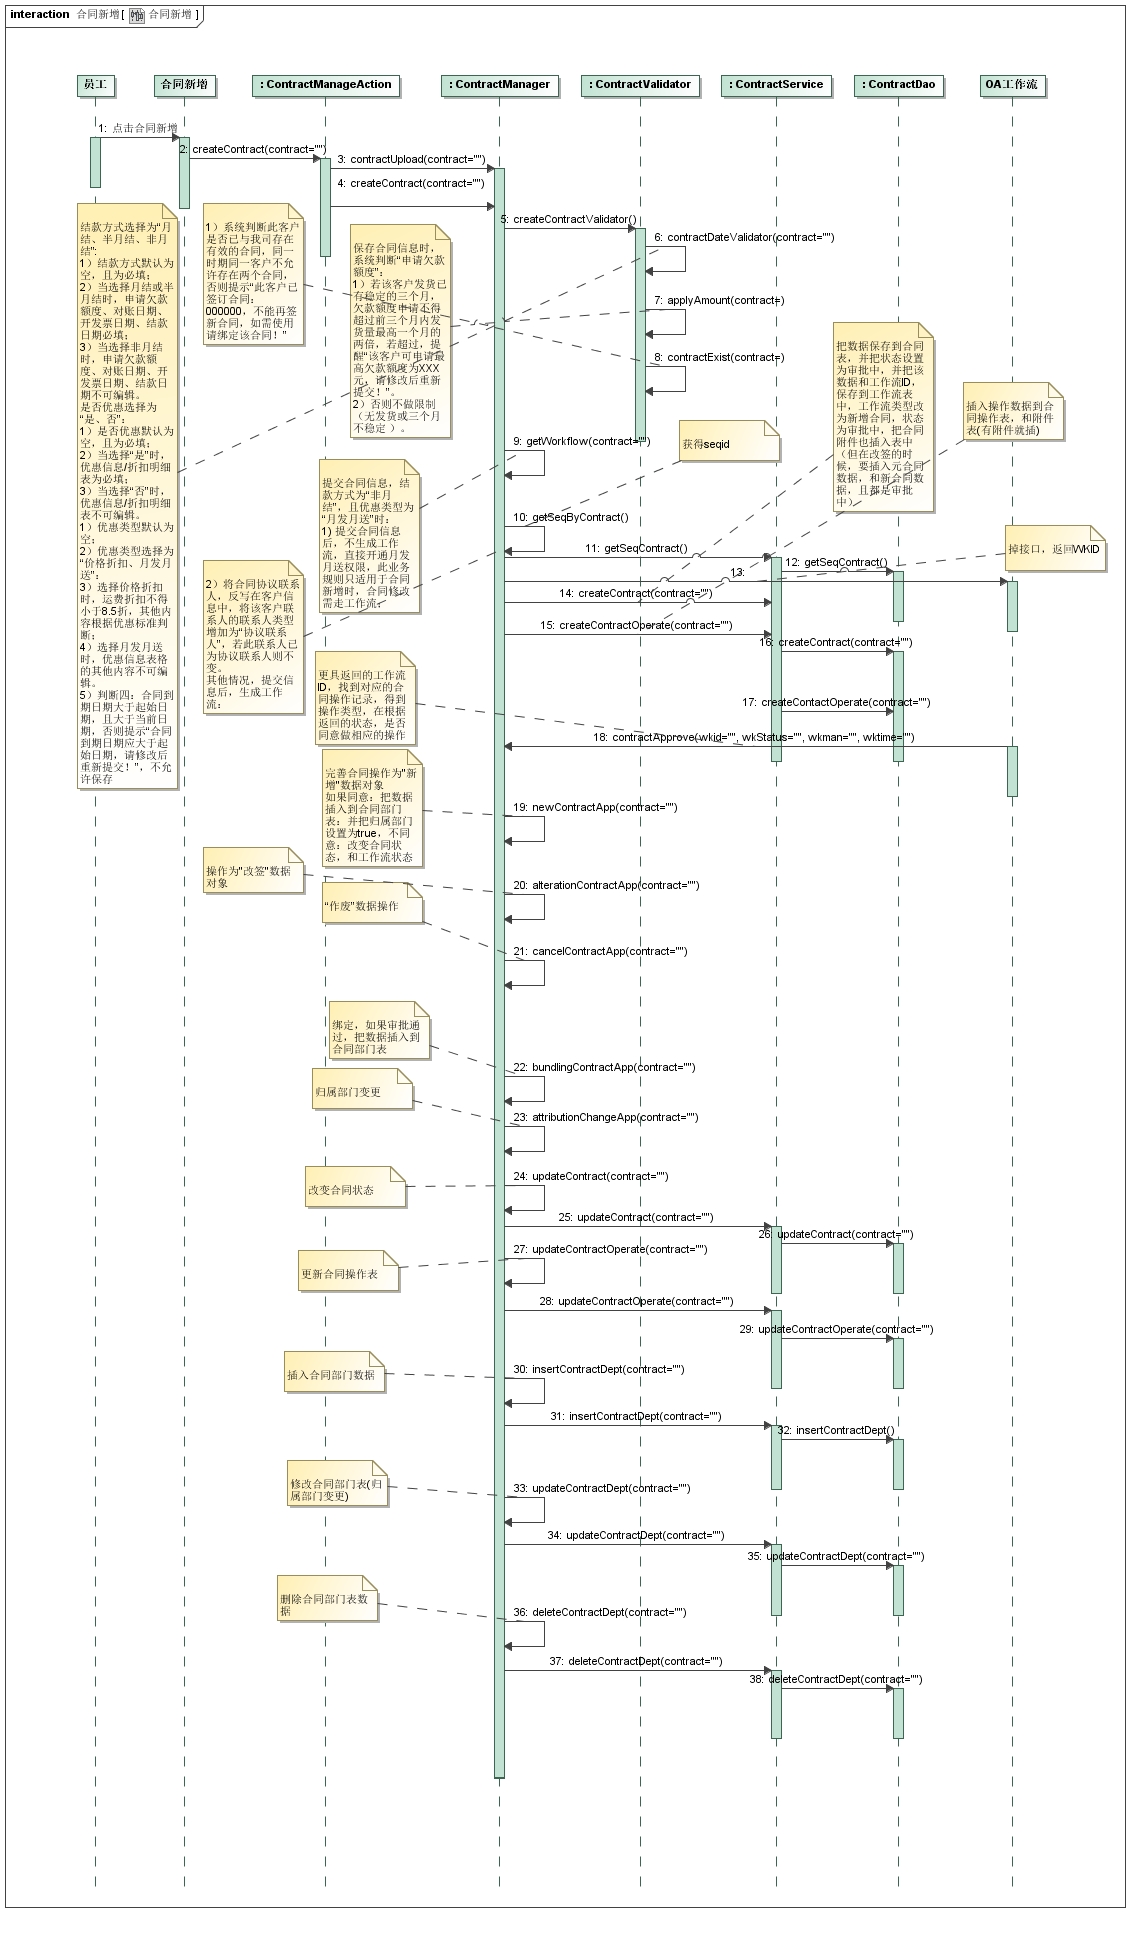 interaction 合同新增[ 合同新增 ]
员工
合同新增
: ContractManageAction
: ContractManager
: ContractValidator
: ContractService
: ContractDao
OA工作流
1: 点击合同新增
2: createContract(contract="")
3: contractUpload(contract="")
4: createContract(contract="")
5: createContractValidator()
6: contractDateValidator(contract="")
7: applyAmount(contract=)
8: contractExist(contract=)
结款方式选择为“月
结、半月结、非月
结”:
1）结款方式默认为
空，且为必填；
2）当选择月结或半
月结时，申请欠款
额度、对账日期、
开发票日期、结款
日期必填；
3）当选择非月结
时，申请欠款额
度、对账日期、开
发票日期、结款日
期不可编辑。
是否优惠选择为
“是、否”：
1）是否优惠默认为
空，且为必填；
2）当选择“是”时，
优惠信息/折扣明细
表为必填；
3）当选择“否”时，
优惠信息/折扣明细
表不可编辑。
1）优惠类型默认为
空；
2）优惠类型选择为
“价格折扣、月发月
送”；
3）选择价格折扣
时，运费折扣不得
小于8.5折，其他内
容根据优惠标准判
断；
4）选择月发月送
时，优惠信息表格
的其他内容不可编
辑。
5）判断四：合同到
期日期大于起始日
期，且大于当前日
期，否则提示“合同
到期日期应大于起
始日期，请修改后
重新提交！”，不允
许保存
1）系统判断此客户
是否已与我司存在
有效的合同，同一
时期同一客户不允
许存在两个合同，
否则提示“此客户已
签订合同：
000000，不能再签
新合同，如需使用
请绑定该合同！”
保存合同信息时，
系统判断“申请欠款
额度”：
1）若该客户发货已
有稳定的三个月，
欠款额度申请不得
超过前三个月内发
货量最高一个月的
两倍，若超过，提
醒“该客户可申请最
高欠款额度为XXX
元，请修改后重新
提交！”。
2）否则不做限制
（无发货或三个月
不稳定 ）。
把数据保存到合同
表，并把状态设置
为审批中，并把该
数据和工作流ID，
保存到工作流表
中，工作流类型改
为新增合同，状态
为审批中，把合同
附件也插入表中
（但在改签的时
候，要插入元合同
数据，和新合同数
据，且都是审批
中）
插入操作数据到合
同操作表，和附件
表(有附件就插)
获得seqid
掉接口，返回WKID
9: getWorkflow(contract="")
提交合同信息，结
款方式为“非月
结”，且优惠类型为
“月发月送”时：
1) 提交合同信息
后，不生成工作
流，直接开通月发
月送权限，此业务
规则只适用于合同
新增时，合同修改
需走工作流；
10: getSeqByContract()
11: getSeqContract()
12: getSeqContract()
13:
14: createContract(contract="")
15: createContractOperate(contract="")
16: createContract(contract="")
2）将合同协议联系
人，反写在客户信
息中，将该客户联
系人的联系人类型
增加为“协议联系
人”，若此联系人已
为协议联系人则不
变。
其他情况，提交信
息后，生成工作
流：
更具返回的工作流
ID，找到对应的合
同操作记录，得到
操作类型，在根据
返回的状态，是否
同意做相应的操作
17: createContactOperate(contract="")
18: contractApprove(wkid="", wkStatus="", wkman="", wktime="")
完善合同操作为"新
增"数据对象
如果同意：把数据
插入到合同部门
表：并把归属部门
设置为true，不同
意：改变合同状
态，和工作流状态
19: newContractApp(contract="")
操作为"改签"数据
对象
20: alterationContractApp(contract="")
“作废”数据操作
21: cancelContractApp(contract="")
绑定，如果审批通
过，把数据插入到
合同部门表
22: bundlingContractApp(contract="")
归属部门变更
23: attributionChangeApp(contract="")
改变合同状态
24: updateContract(contract="")
25: updateContract(contract="")
26: updateContract(contract="")
更新合同操作表
27: updateContractOperate(contract="")
28: updateContractOperate(contract="")
29: updateContractOperate(contract="")
插入合同部门数据
30: insertContractDept(contract="")
31: insertContractDept(contract="")
32: insertContractDept()
修改合同部门表(归
属部门变更)
33: updateContractDept(contract="")
34: updateContractDept(contract="")
35: updateContractDept(contract="")
删除合同部门表数
据
36: deleteContractDept(contract="")
37: deleteContractDept(contract="")
38: deleteContractDept(contract="")